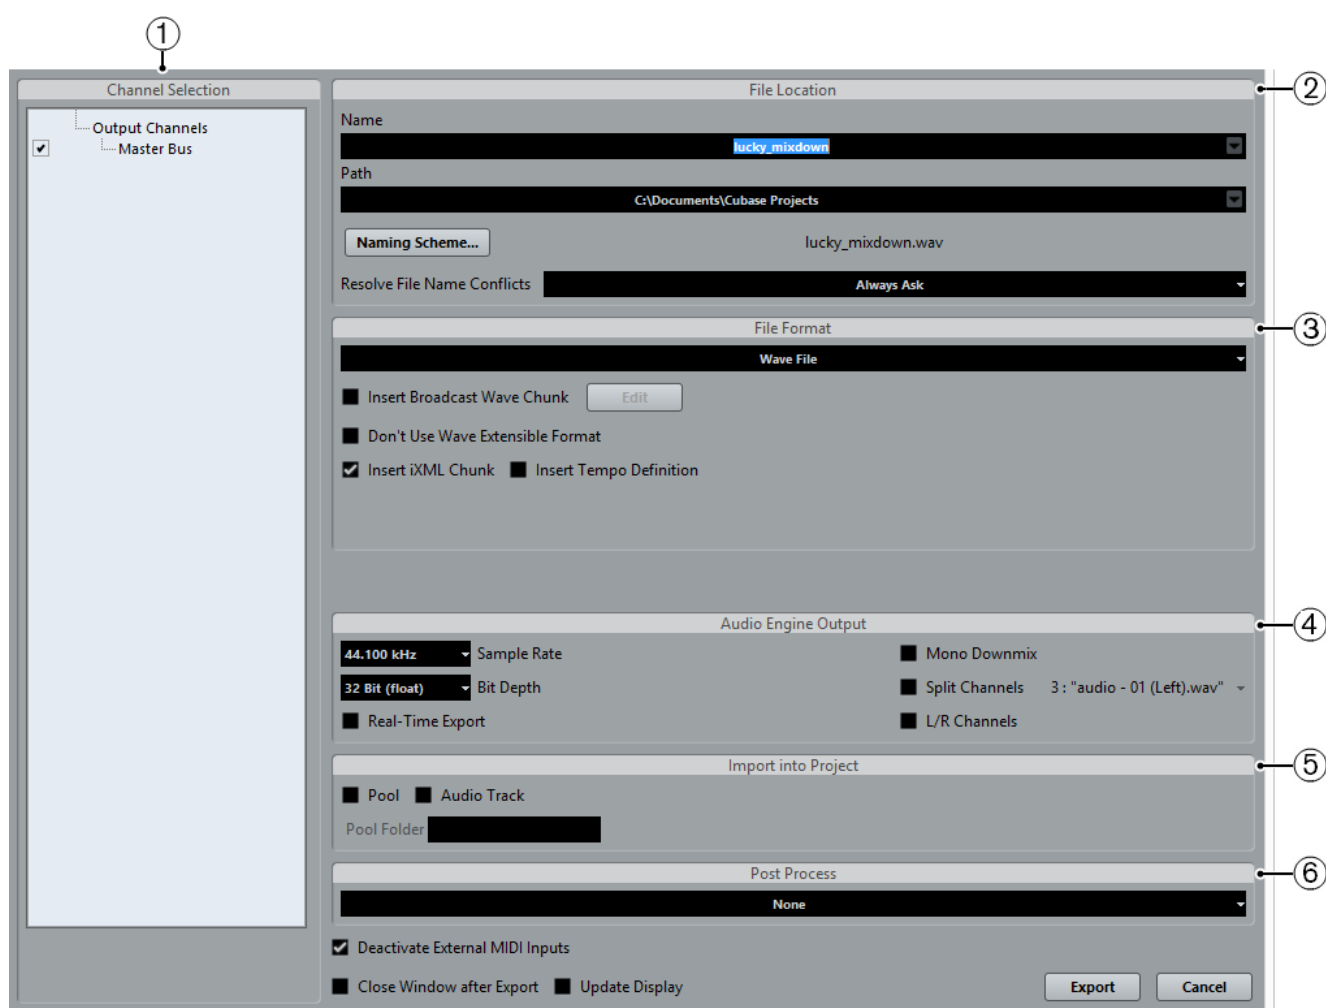 1
Channel Selection
Output Channels
Master Bus
File Location
2
Name
lucky_mixdown
Path
C:\Documents\Cubase Projects
Naming Scheme...
lucky_mixdown.wav
Resolve File Name Conflicts
Always Ask
File Format
3
Wave File
Insert Broadcast Wave Chunk
Edit
Don't Use Wave Extensible Format
Insert iXML Chunk
Insert Tempo Definition
Audio Engine Output
4
44.100 kHz
Sample Rate
Mono Downmix
32 Bit (float)
Bit Depth
Split Channels
3 : "audio - 01 (Left).wav"
Real-Time Export
L/R Channels
Import into Project
5
Pool
Audio Track
Pool Folder
Post Process
6
None
Deactivate External MIDI Inputs
Close Window after Export
Update Display
Export
Cancel